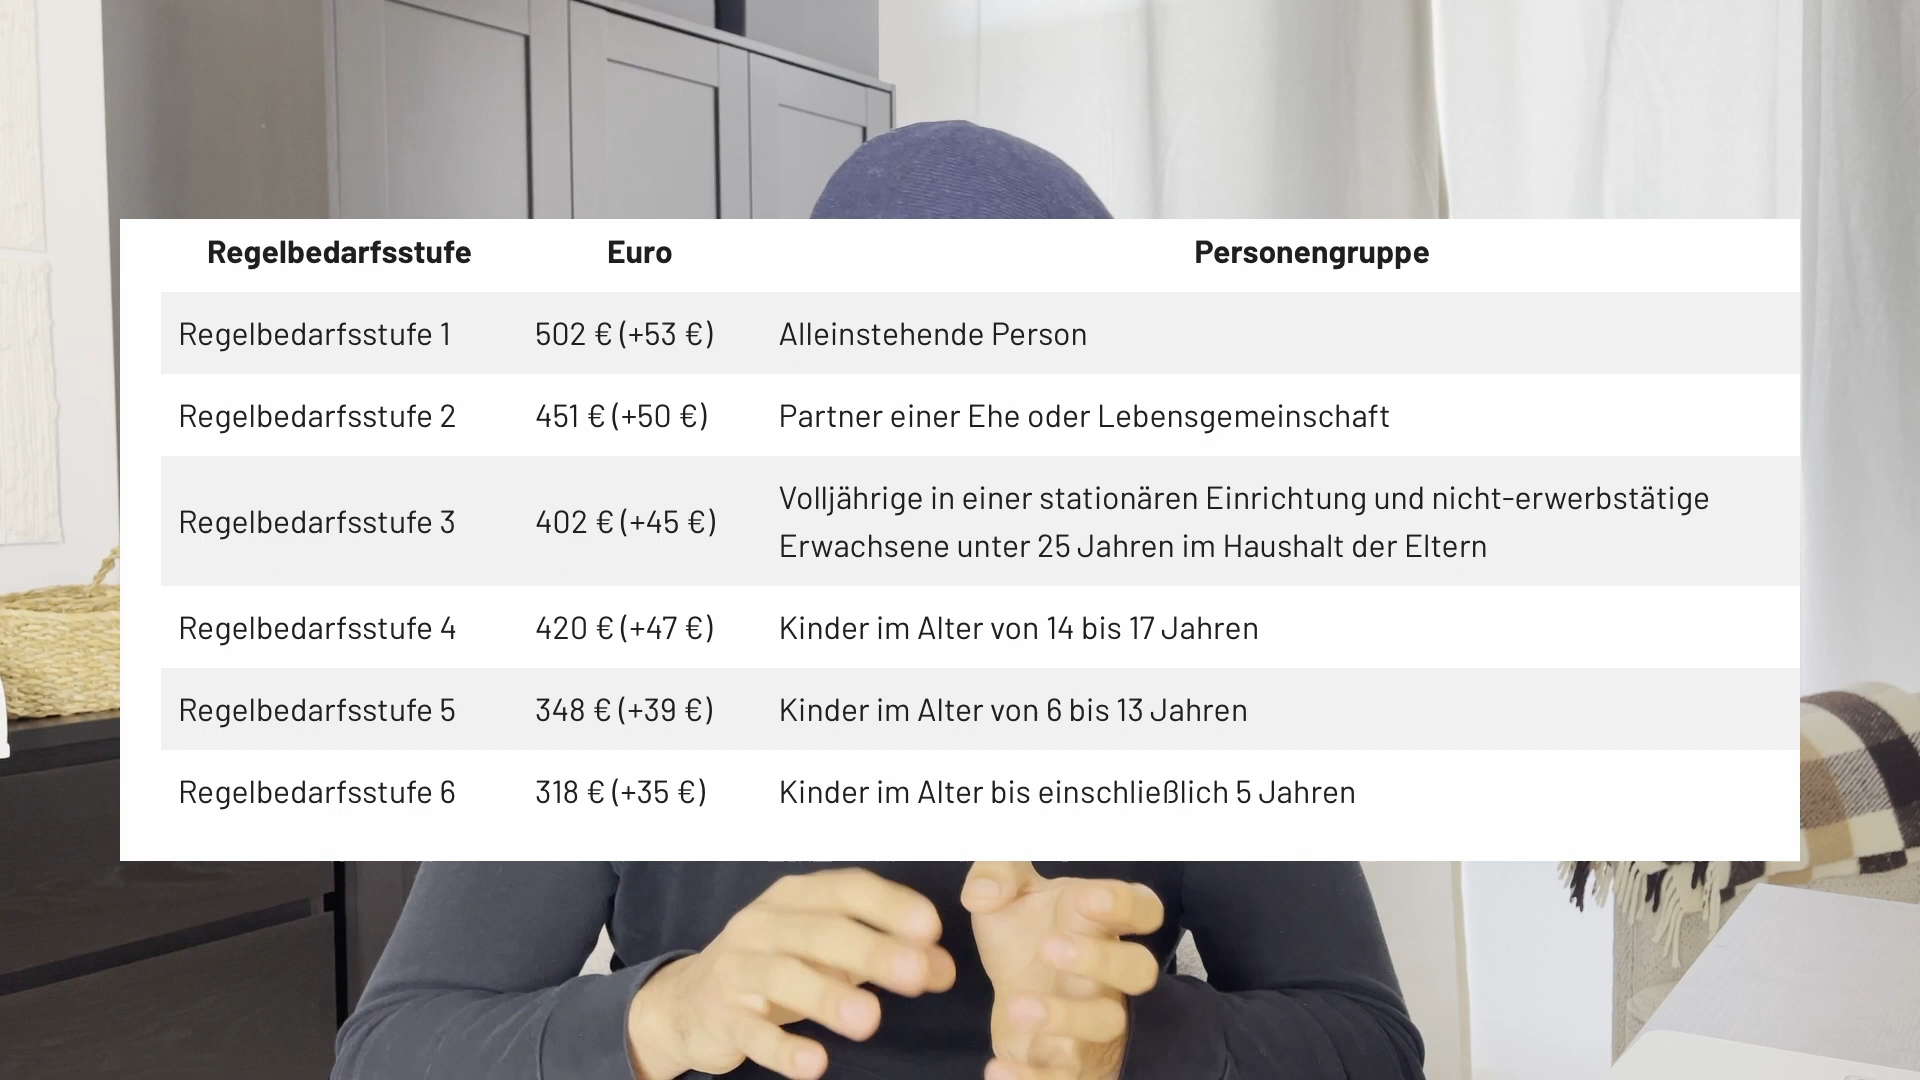 Regelbedarfsstufe Euro Personengruppe
Regelbedarfsstufe 1 502 € (+53 €) Alleinstehende Person
Regelbedarfsstufe 2 451 € (+50 €) Partner einer Ehe oder Lebensgemeinschaft
Regelbedarfsstufe 3 402 € (+45 €) Volljährige in einer stationären Einrichtung und nicht-erwerbstätige
Erwachsene unter 25 Jahren im Haushalt der Eltern
Regelbedarfsstufe 4 420 € (+47 €) Kinder im Alter von 14 bis 17 Jahren
Regelbedarfsstufe 5 348 € (+39 €) Kinder im Alter von 6 bis 13 Jahren
Regelbedarfsstufe 6 318 € (+35 €) Kinder im Alter bis einschließlich 5 Jahren